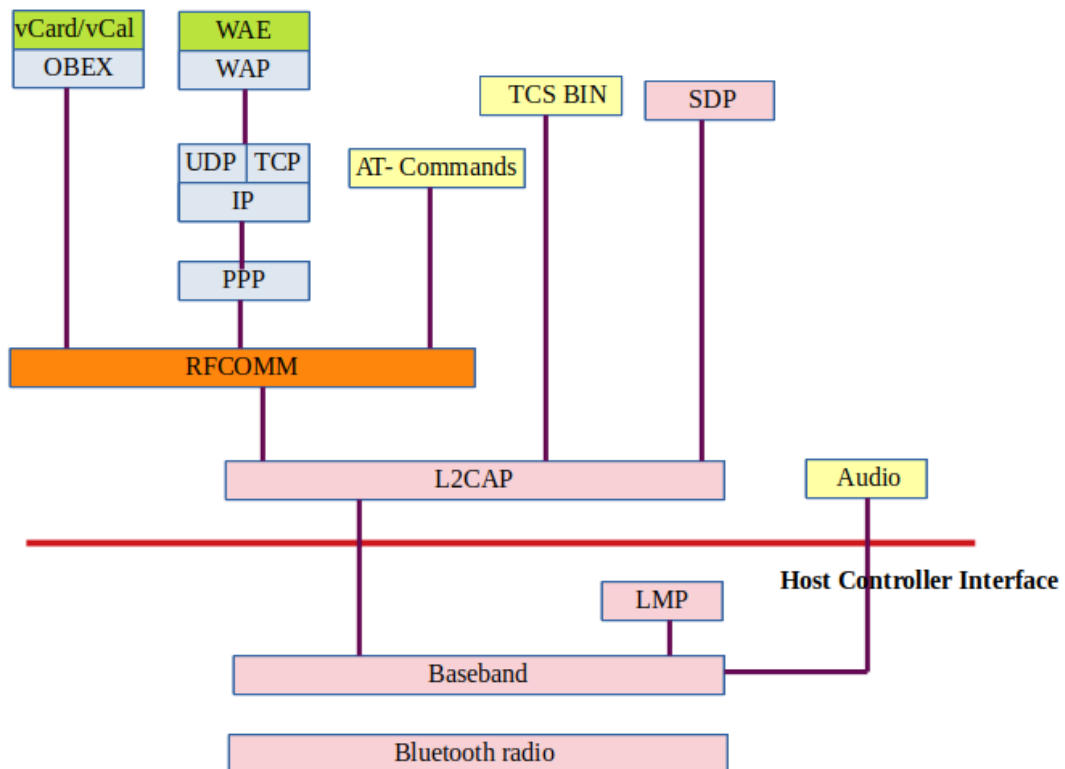 vCard/vCal
OBEX
WAE
WAP
TCS BIN
SDP
UDP
TCP
IP
AT- Commands
PPP
RFCOMM
L2CAP
Audio
Host Controller Interface
LMP
Baseband
Bluetooth radio